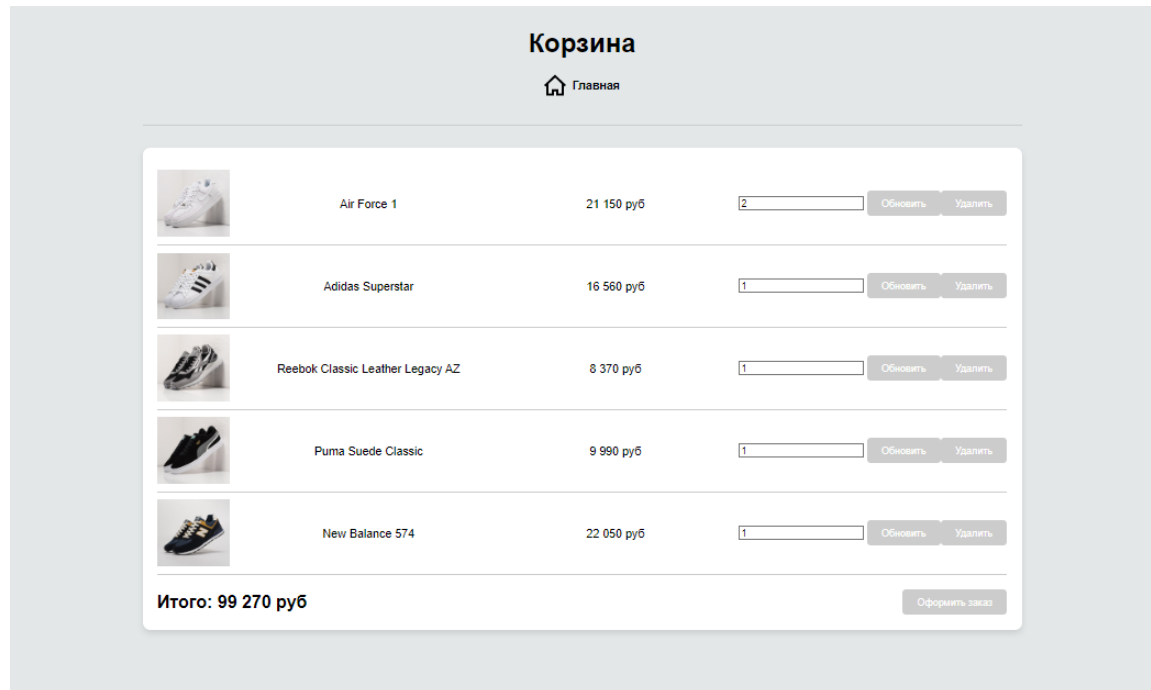 Корзина
Главная
Air Force 1 21 150 руб 2 Обновить Удалить
Adidas Superstar 16 560 руб 1 Обновить Удалить
Reebok Classic Leather Legacy AZ 8 370 руб 1 Обновить Удалить
Puma Suede Classic 9 990 руб 1 Обновить Удалить
New Balance 574 22 050 руб 1 Обновить Удалить
Итого: 99 270 руб Оформить заказ